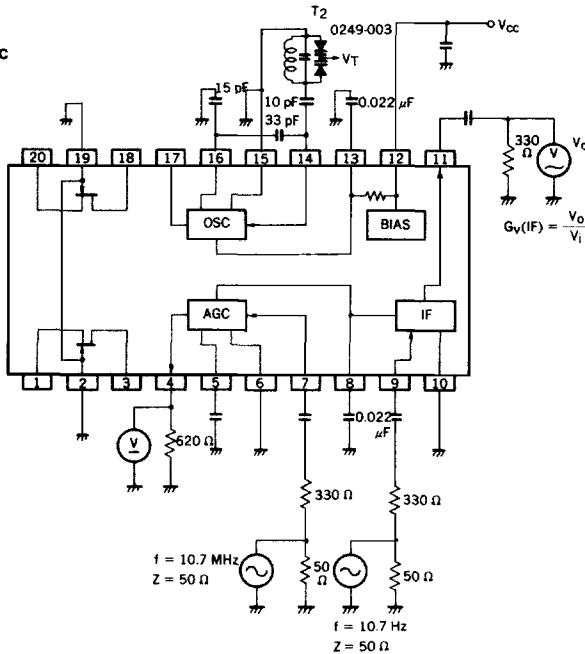 C
T2
0249-003
VCC
VT
15 pF
10 pF
0.022 μF
33 pF
330 Ω
V
20 19 18 17 16 15 14 13 12 11
OSC
BIAS
Gv(IF) = Vo
Vi
AGC
IF
1 2 3 4 5 6 7 8 9 10
V
620 Ω
0.022 μF
330 Ω
330 Ω
f = 10.7 MHz
Z = 50 Ω
50 Ω
50 Ω
f = 10.7 Hz
Z = 50 Ω